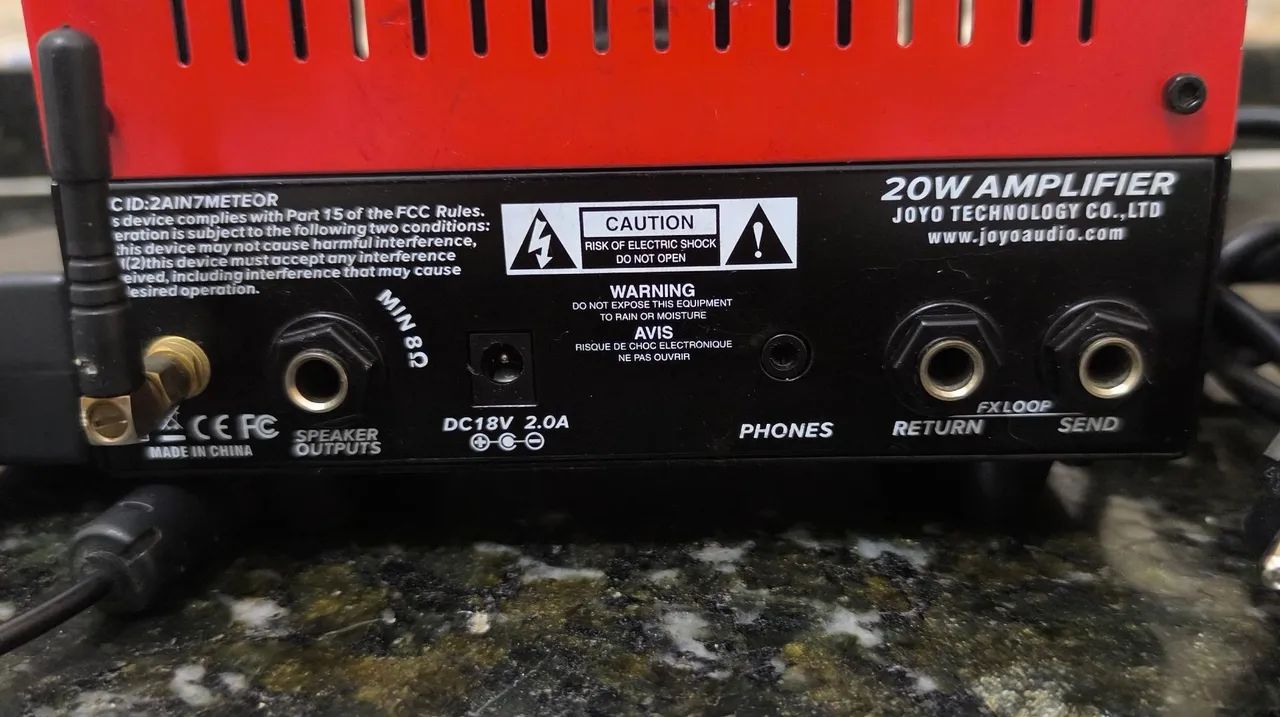 C ID:2AIN7METEOR
s device complies with Part 15 of the FCC Rules.
eration is subject to the following two conditions:
this device may not cause harmful interference,
(2)this device must accept any interference
eived, including interference that may cause
esired operation.
CAUTION
RISK OF ELECTRIC SHOCK
DO NOT OPEN
WARNING
DO NOT EXPOSE THIS EQUIPMENT
TO RAIN OR MOISTURE
AVIS
RISQUE DE CHOC ELECTRONIQUE
NE PAS OUVRIR
20W AMPLIFIER
JOYO TECHNOLOGY CO.,LTD
www.joyoaudio.com
MIN 8Ω
CE FC
MADE IN CHINA
SPEAKER
OUTPUTS
DC18V 2.0A
PHONES
FX LOOP
RETURN
SEND